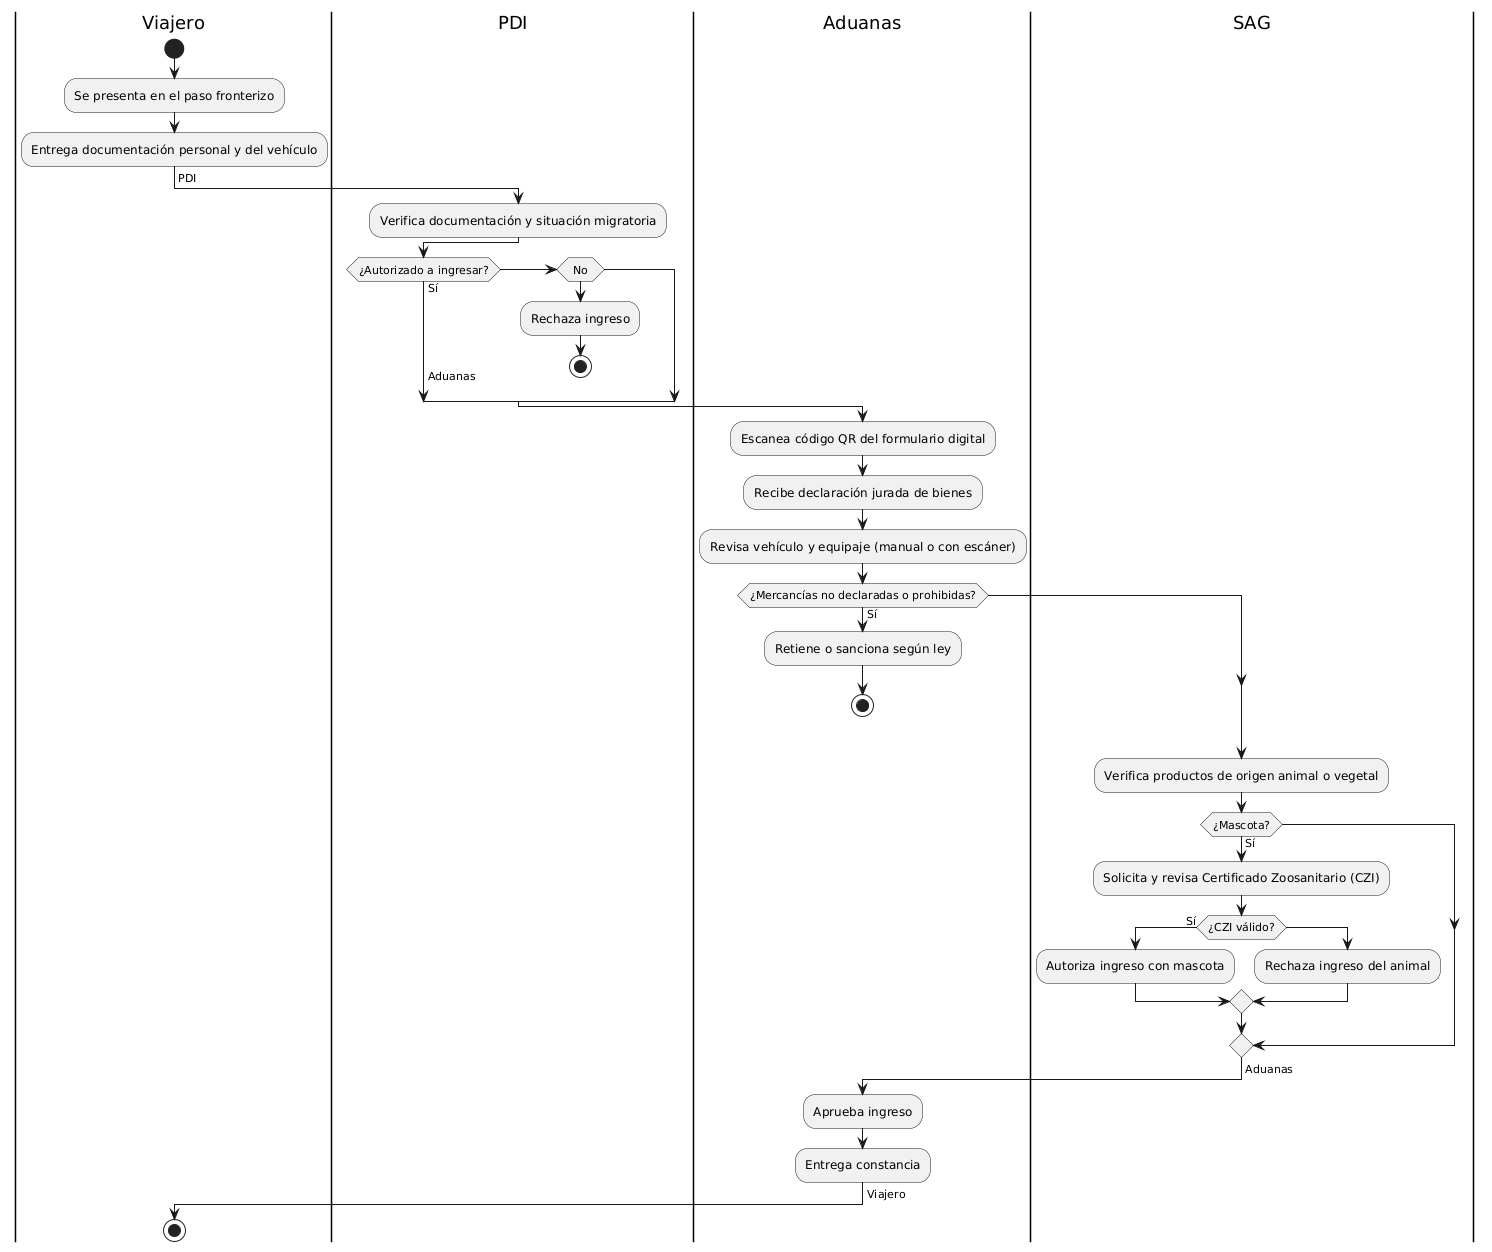 Viajero
PDI
Aduanas
SAG
Se presenta en el paso fronterizo
Entrega documentación personal y del vehículo
PDI
Verifica documentación y situación migratoria
¿Autorizado a ingresar?
No
Sí
Rechaza ingreso
Aduanas
Escanea código QR del formulario digital
Recibe declaración jurada de bienes
Revisa vehículo y equipaje (manual o con escáner)
¿Mercancías no declaradas o prohibidas?
Sí
Retiene o sanciona según ley
Verifica productos de origen animal o vegetal
¿Mascota?
Sí
Solicita y revisa Certificado Zoosanitario (CZI)
Sí
¿CZI válido?
Autoriza ingreso con mascota
Rechaza ingreso del animal
Aduanas
Aprueba ingreso
Entrega constancia
Viajero